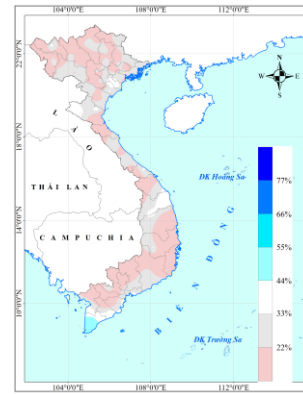 104°0'0"E 108°0'0"E 112°0'0"E
22°0'0"N
N
W E
S
LÀO
18°0'0"N
THÁI LAN
ĐK Hoàng Sa
77%
66%
55%
44%
33%
22%
14°0'0"N
CAMPUCHIA
BIỂN ĐÔNG
10°0'0"N
ĐK Trường Sa
104°0'0"E 108°0'0"E 112°0'0"E